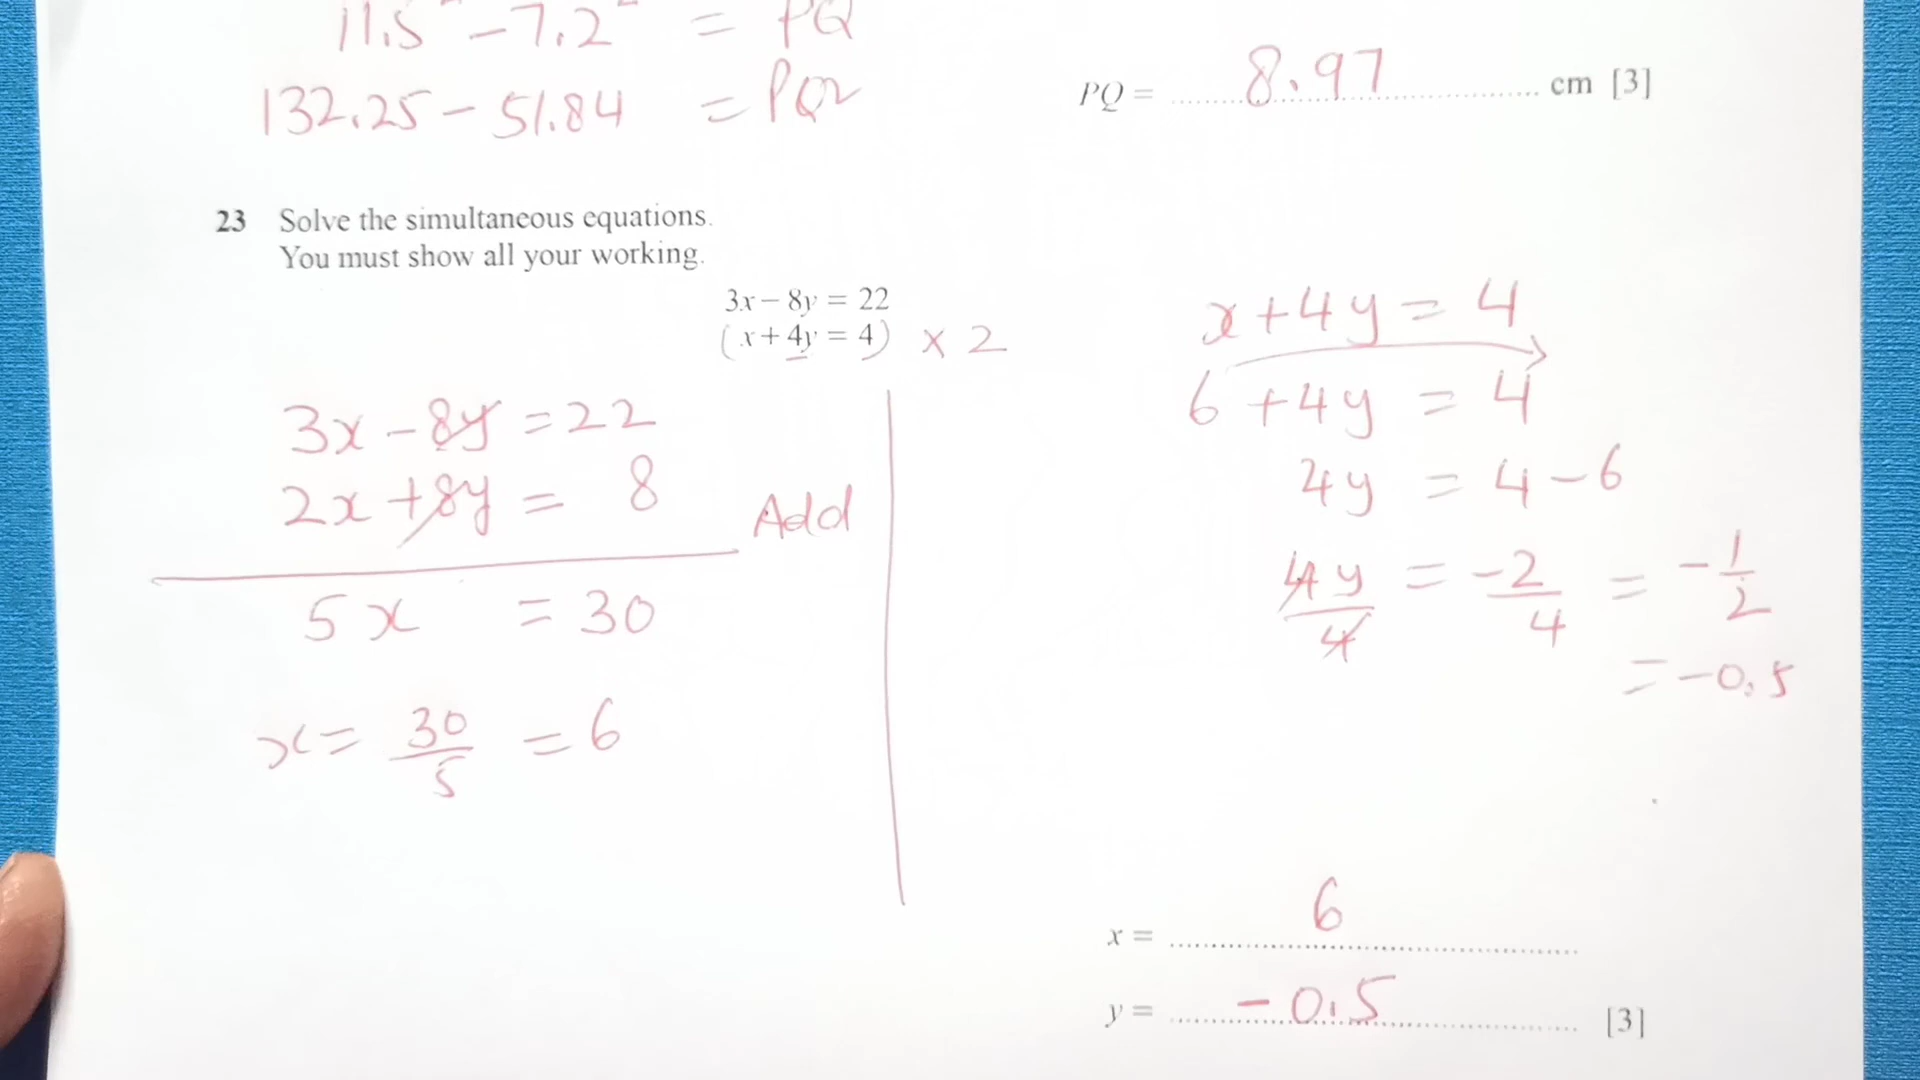 11.5² - 7.2² = PQ
132.25 - 51.84 = PQ²
PQ = 8.97 cm [3]
23 Solve the simultaneous equations.
You must show all your working.
3x - 8y = 22
(x + 4y = 4) × 2
3x - 8y = 22
2x + 8y = 8 Add
5x = 30
x = 30/5 = 6
x + 4y = 4
6 + 4y = 4
4y = 4 - 6
4y/4 = -2/4 = -1/2
= -0.5
x = 6
y = -0.5 [3]